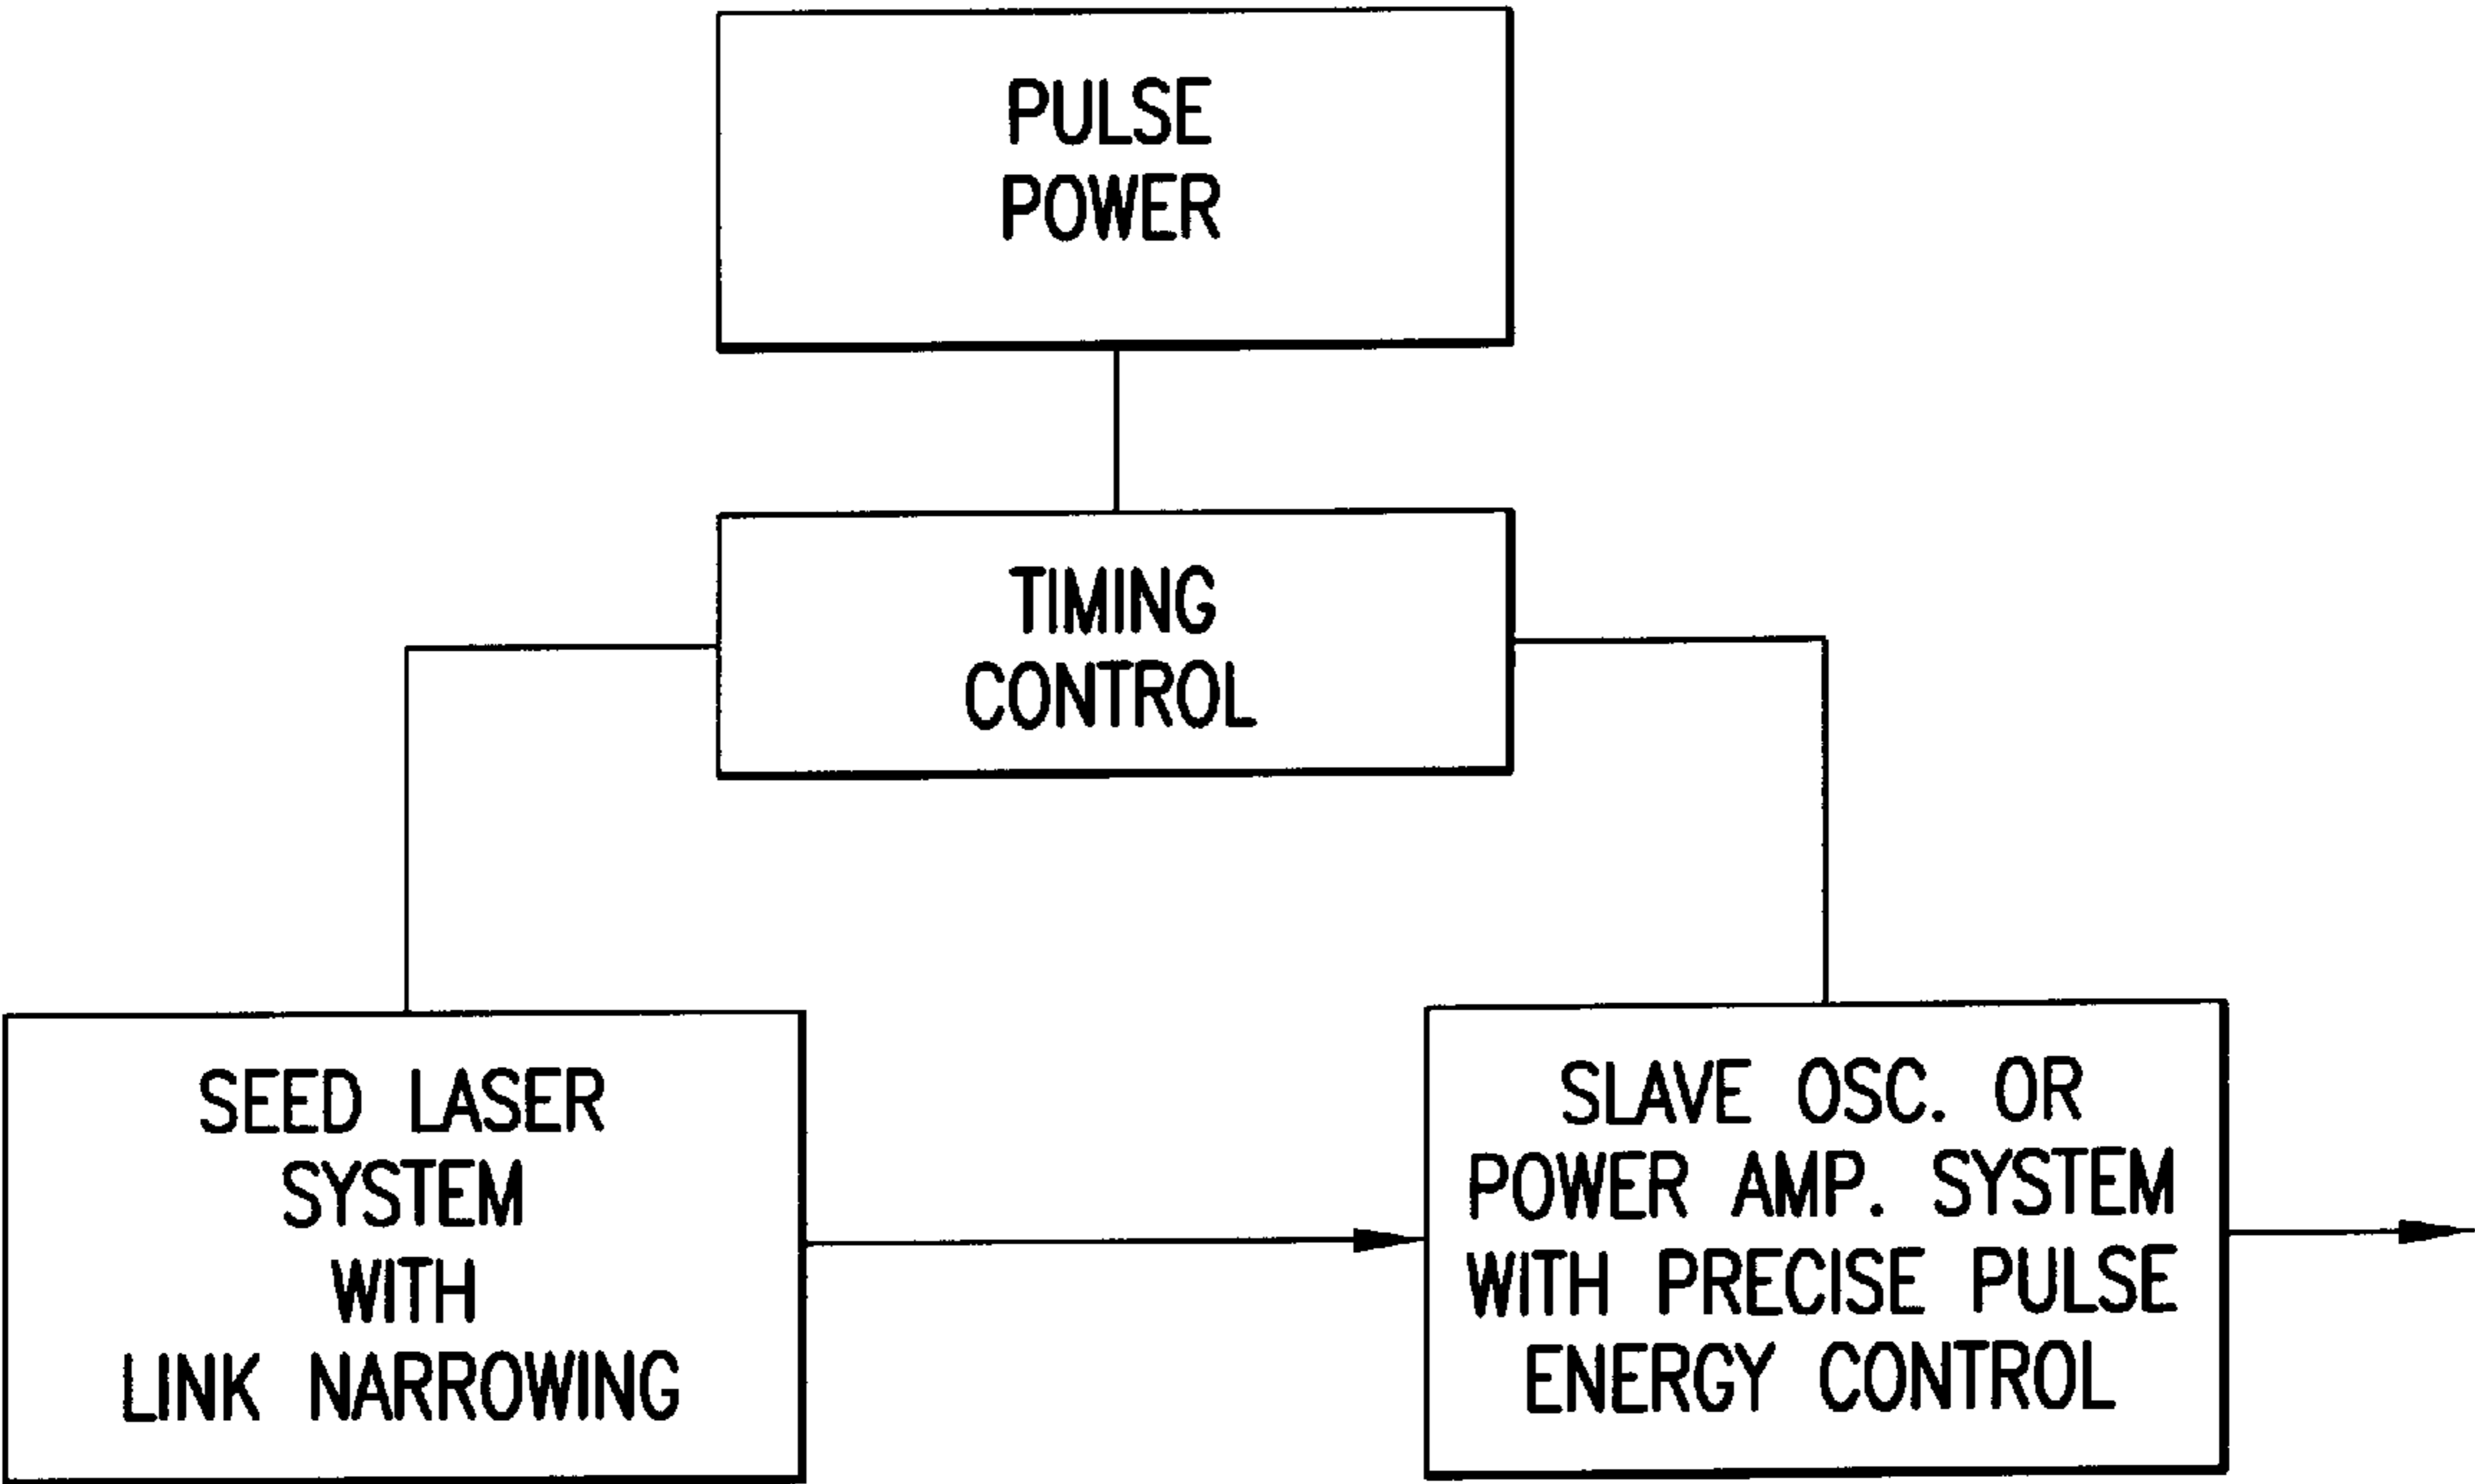 PULSE
POWER
TIMING
CONTROL
SEED LASER
SYSTEM
WITH
LINK NARROWING
SLAVE OSC. OR
POWER AMP. SYSTEM
WITH PRECISE PULSE
ENERGY CONTROL